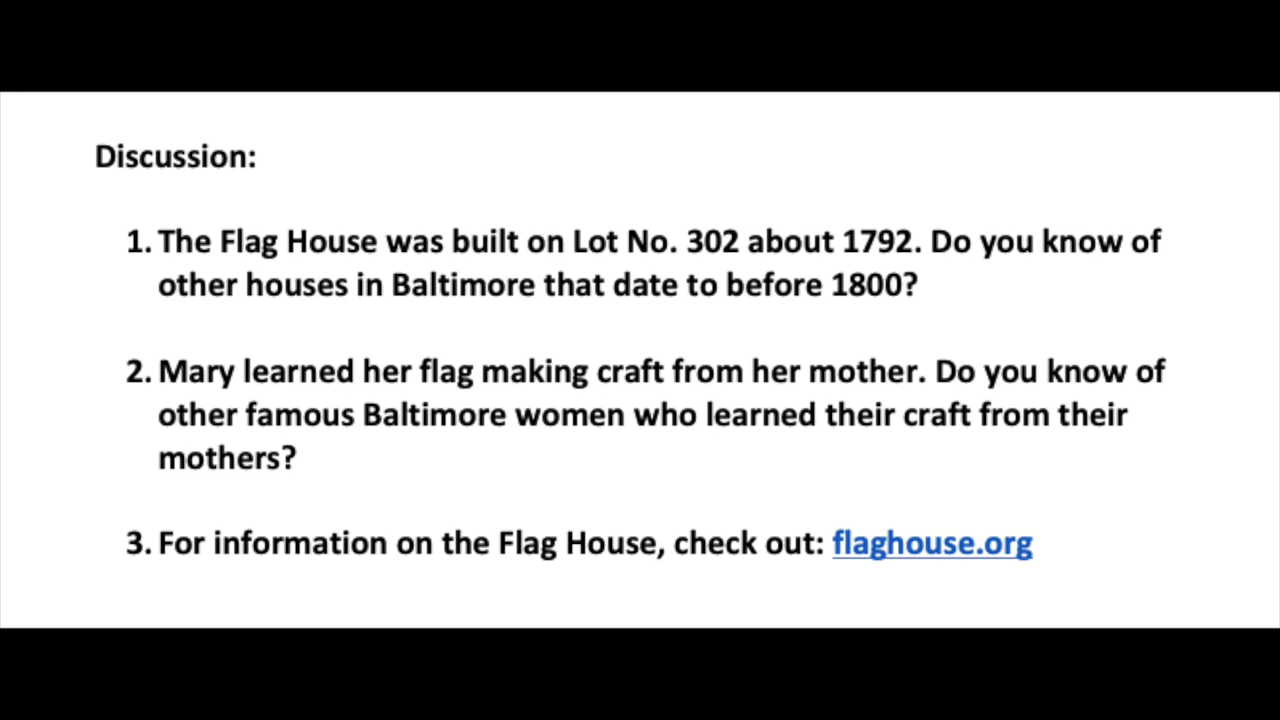 Discussion:
1. The Flag House was built on Lot No. 302 about 1792. Do you know of
other houses in Baltimore that date to before 1800?
2. Mary learned her flag making craft from her mother. Do you know of
other famous Baltimore women who learned their craft from their
mothers?
3. For information on the Flag House, check out: flaghouse.org